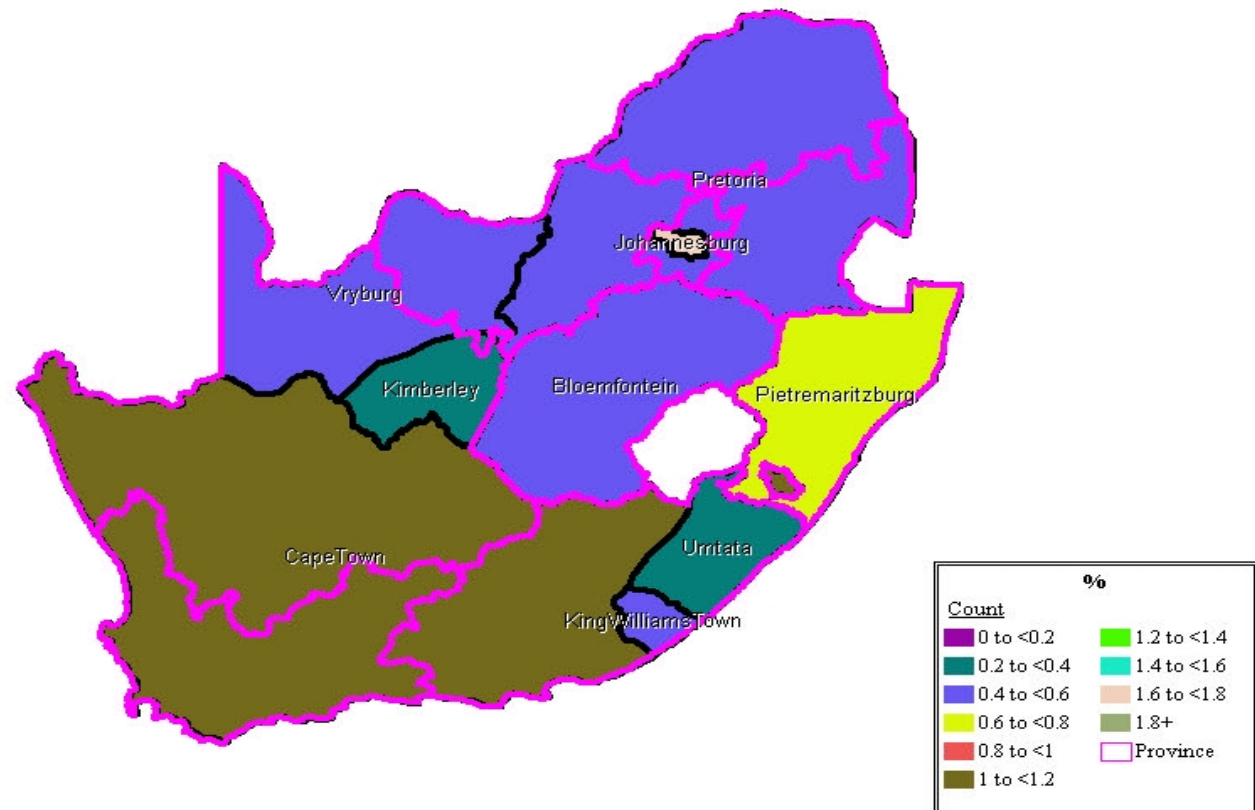 Pretoria
Johannesburg
Vryburg
Kimberley
Bloemfontein
Pietremaritzburg
CapeTown
Umtata
KingWilliamsTown
%
Count
0 to <0.2
0.2 to <0.4
0.4 to <0.6
0.6 to <0.8
0.8 to <1
1 to <1.2
1.2 to <1.4
1.4 to <1.6
1.6 to <1.8
1.8+
Province